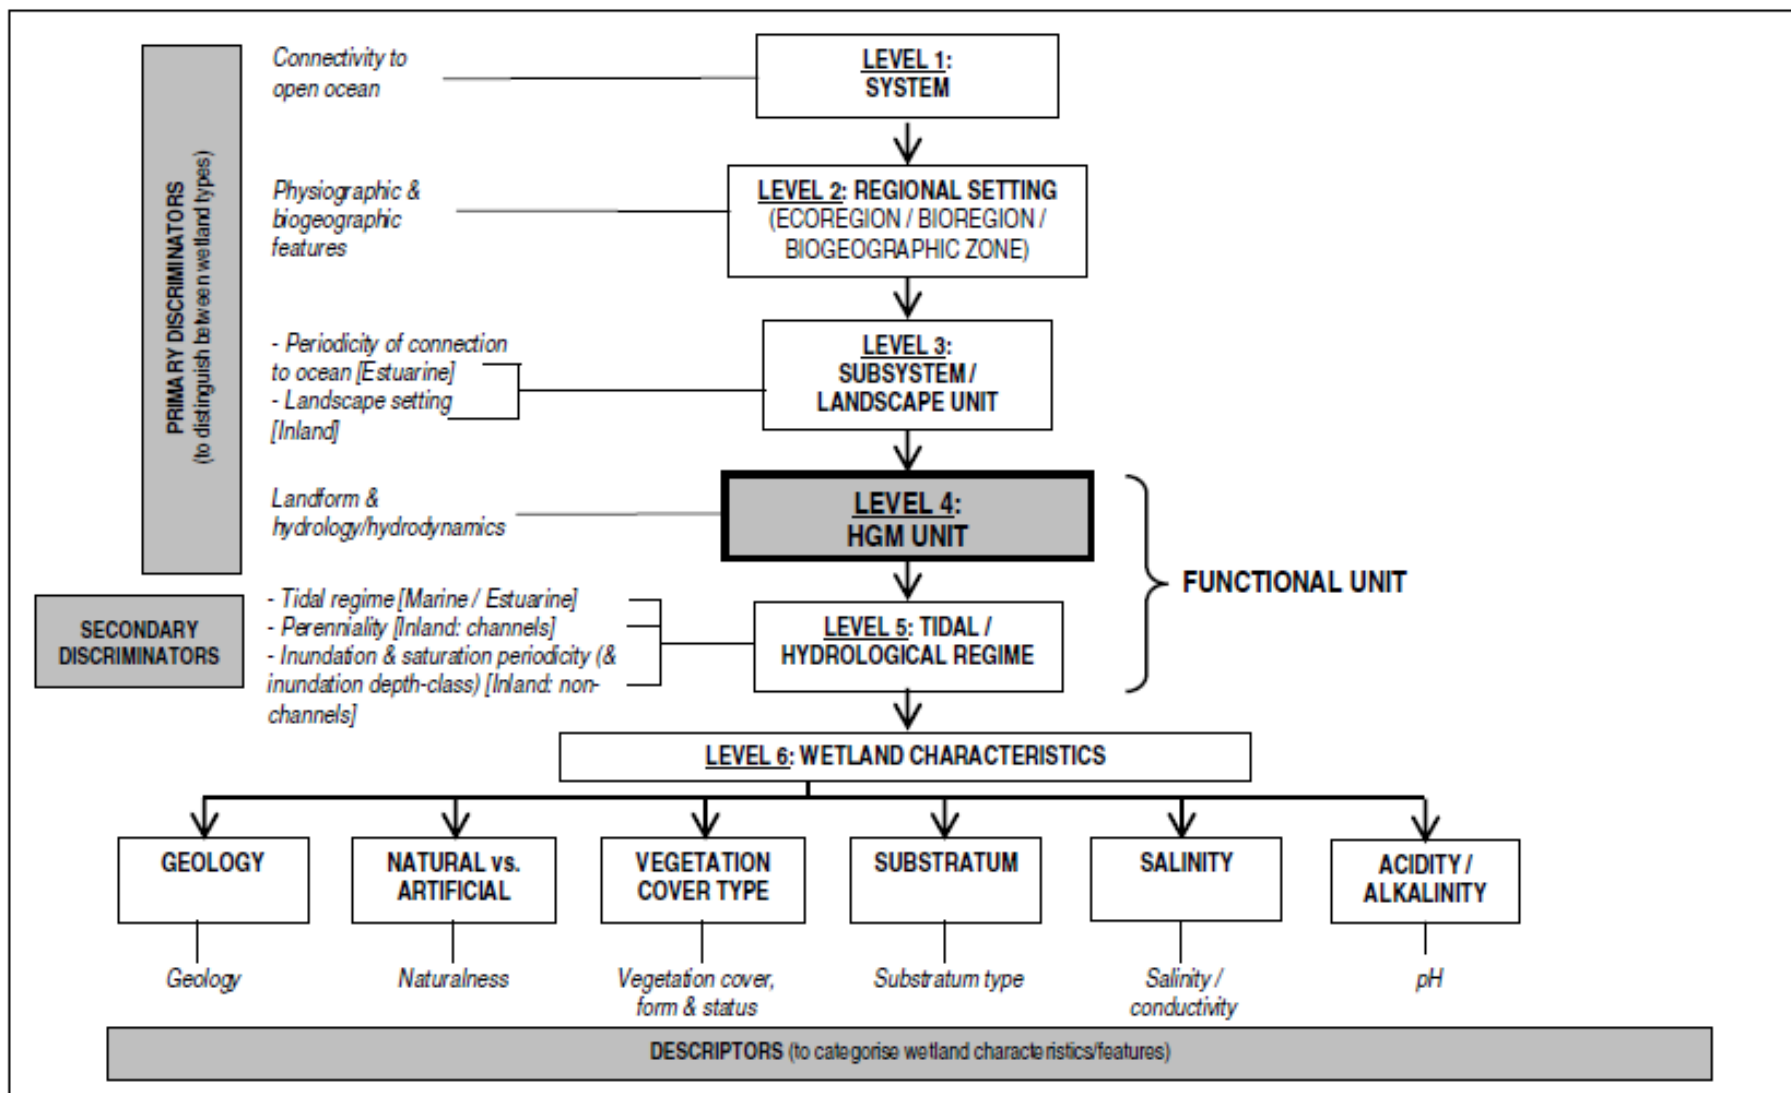 PRIMARY DISCRIMINATORS
(to distinguish between wetland types)
Connectivity to
open ocean
LEVEL 1:
SYSTEM
Physiographic &
biogeographic
features
LEVEL 2: REGIONAL SETTING
(ECOREGION / BIOREGION /
BIOGEOGRAPHIC ZONE)
- Periodicity of connection
to ocean [Estuarine]
- Landscape setting
[Inland]
LEVEL 3:
SUBSYSTEM /
LANDSCAPE UNIT
Landform &
hydrology/hydrodynamics
LEVEL 4:
HGM UNIT
FUNCTIONAL UNIT
SECONDARY
DISCRIMINATORS
- Tidal regime [Marine / Estuarine]
- Perenniality [Inland: channels]
- Inundation & saturation periodicity (&
inundation depth-class) [Inland: non-
channels]
LEVEL 5: TIDAL /
HYDROLOGICAL REGIME
LEVEL 6: WETLAND CHARACTERISTICS
GEOLOGY
NATURAL vs.
ARTIFICIAL
VEGETATION
COVER TYPE
SUBSTRATUM
SALINITY
ACIDITY /
ALKALINITY
Geology
Naturalness
Vegetation cover,
form & status
Substratum type
Salinity /
conductivity
pH
DESCRIPTORS (to categorise wetland characteristics/features)